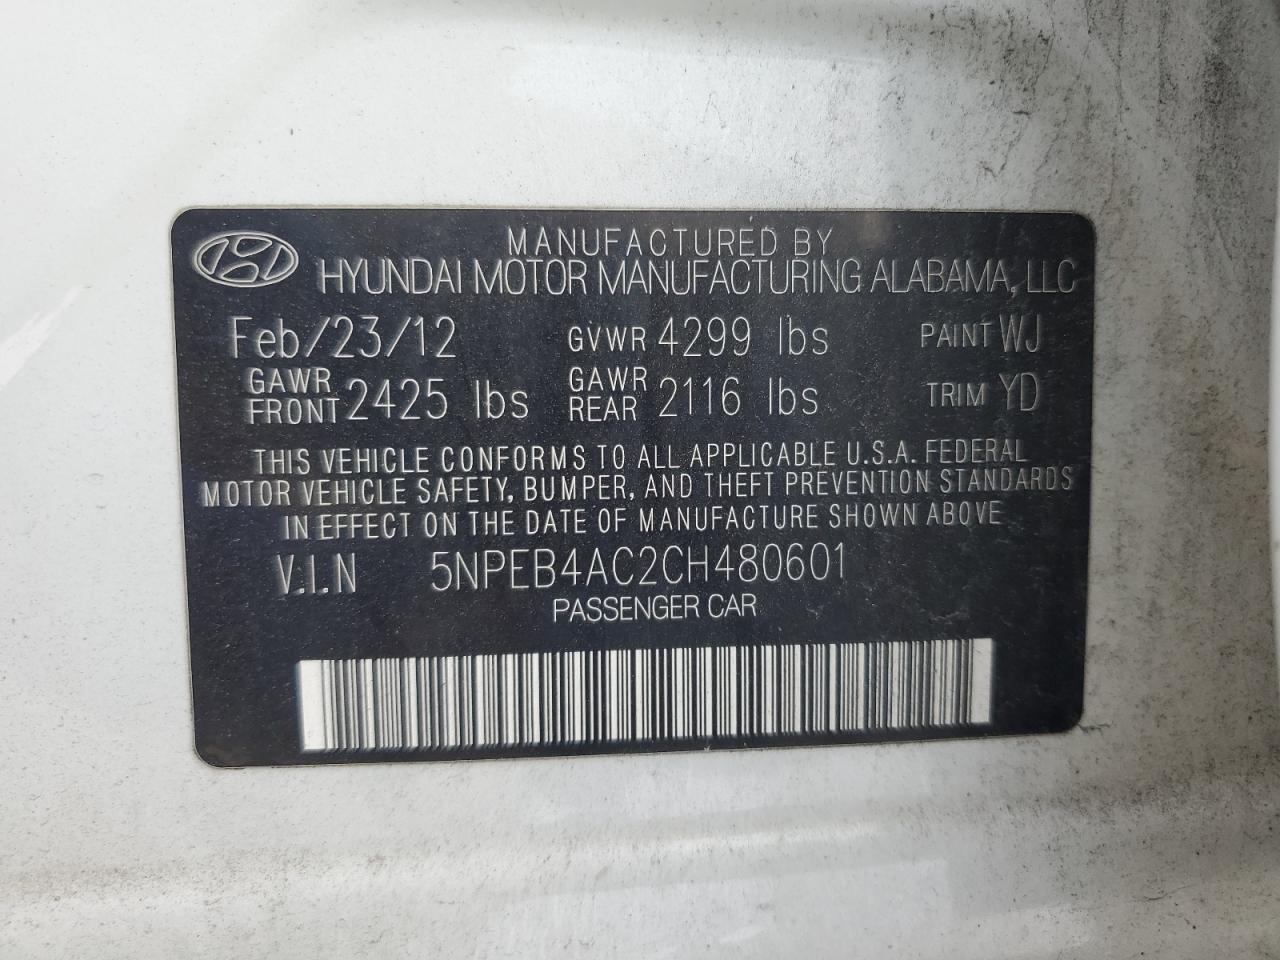 MANUFACTURED BY
HYUNDAI MOTOR MANUFACTURING ALABAMA, LLC
Feb/23/12 GVWR 4299 lbs PAINT WJ
GAWR FRONT 2425 lbs GAWR REAR 2116 lbs TRIM YD
THIS VEHICLE CONFORMS TO ALL APPLICABLE U.S.A. FEDERAL
MOTOR VEHICLE SAFETY, BUMPER, AND THEFT PREVENTION STANDARDS
IN EFFECT ON THE DATE OF MANUFACTURE SHOWN ABOVE
V.I.N 5NPEB4AC2CH480601
PASSENGER CAR